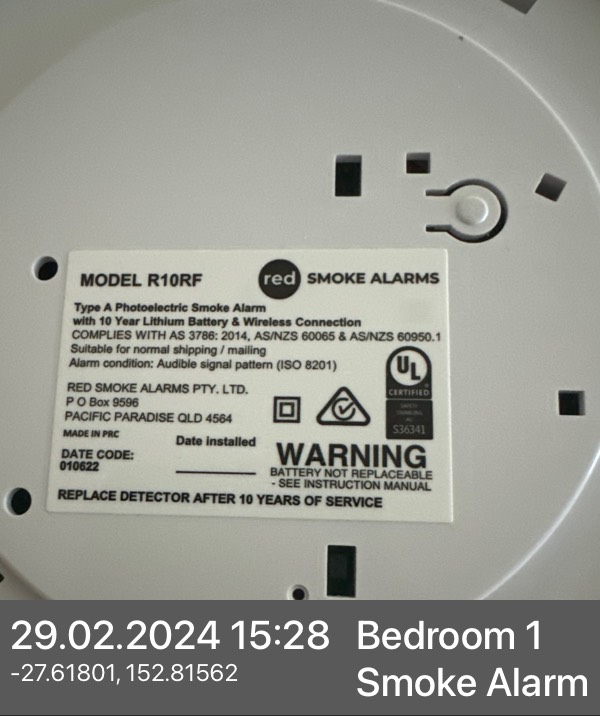 MODEL R10RF
red SMOKE ALARMS
Type A Photoelectric Smoke Alarm
with 10 Year Lithium Battery & Wireless Connection
COMPLIES WITH AS 3786: 2014, AS/NZS 60065 & AS/NZS 60950.1
Suitable for normal shipping / mailing
Alarm condition: Audible signal pattern (ISO 8201)
UL
CERTIFIED
S36341
RED SMOKE ALARMS PTY. LTD.
P O Box 9596
PACIFIC PARADISE QLD 4564
MADE IN PRC
DATE CODE:
010622
Date installed
WARNING
BATTERY NOT REPLACEABLE
- SEE INSTRUCTION MANUAL
REPLACE DETECTOR AFTER 10 YEARS OF SERVICE
29.02.2024 15:28
-27.61801, 152.81562
Bedroom 1
Smoke Alarm